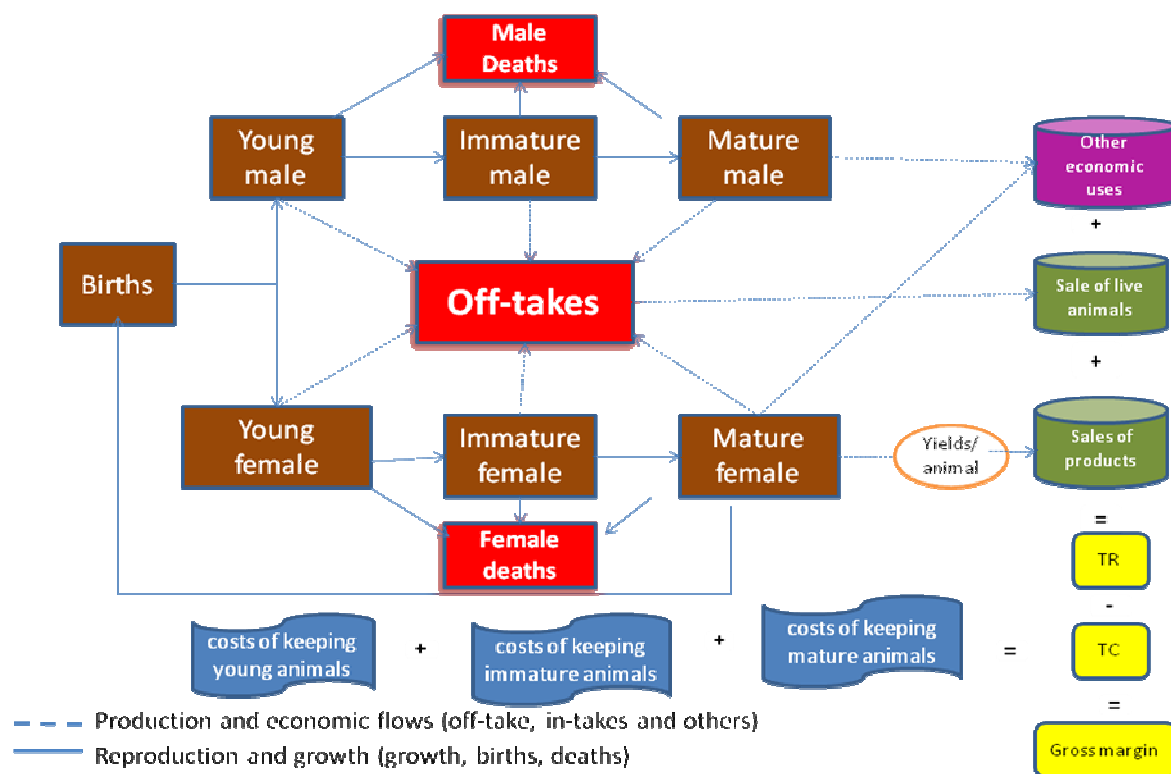 Male
Deaths
Young
male
Immature
male
Mature
male
Other
economic
uses
+
Births
Off-takes
Sale of live
animals
+
Young
female
Immature
female
Mature
female
Yields/
animal
Sales of
products
=
Female
deaths
TR
-
costs of keeping
young animals
+
costs of keeping
immature animals
+
costs of keeping
mature animals
=
TC
=
Production and economic flows (off-take, in-takes and others)
Reproduction and growth (growth, births, deaths)
Gross margin